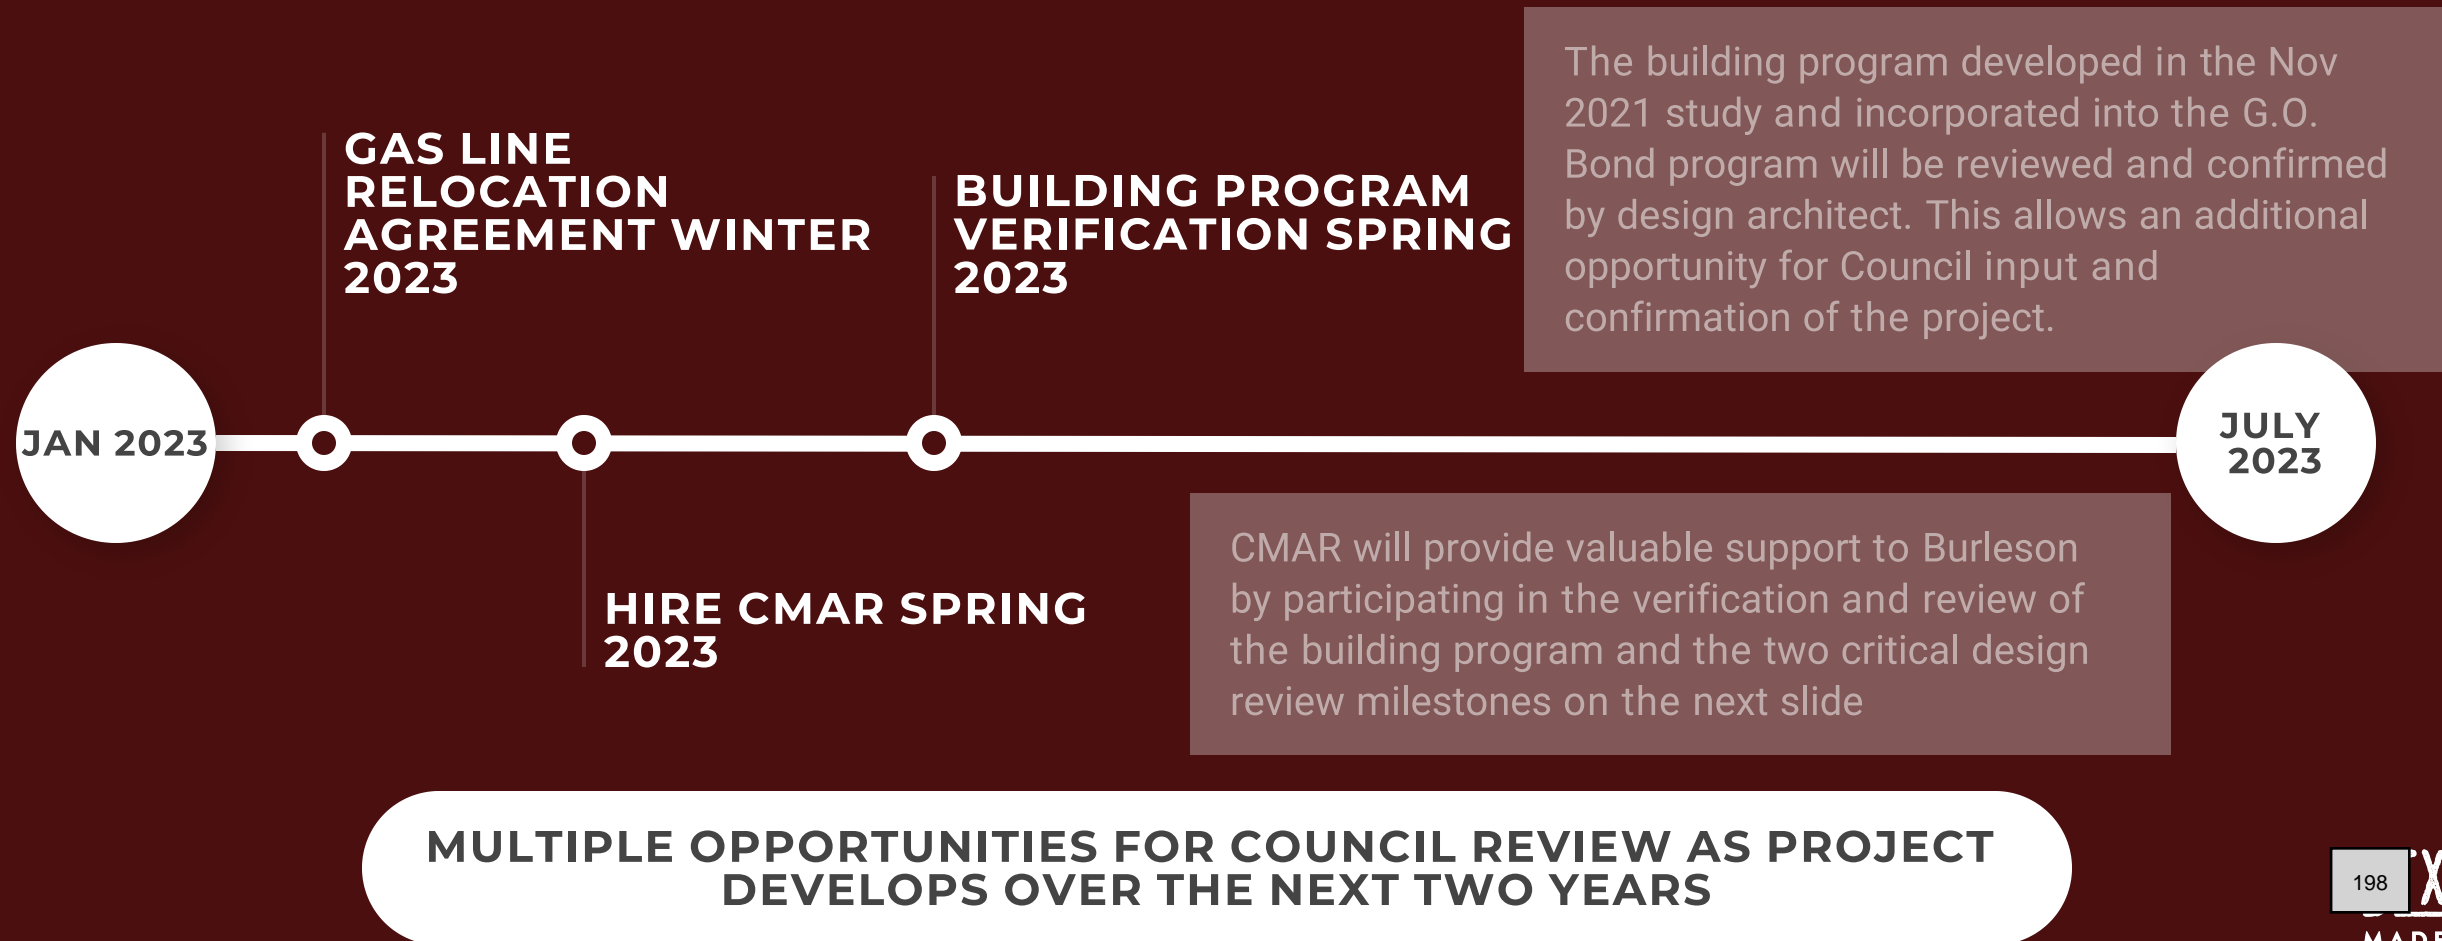 The building program developed in the Nov
2021 study and incorporated into the G.O.
Bond program will be reviewed and confirmed
by design architect. This allows an additional
opportunity for Council input and
confirmation of the project.
GAS LINE
RELOCATION
AGREEMENT WINTER
2023
BUILDING PROGRAM
VERIFICATION SPRING
2023
JAN 2023
JULY
2023
HIRE CMAR SPRING
2023
CMAR will provide valuable support to Burleson
by participating in the verification and review of
the building program and the two critical design
review milestones on the next slide
MULTIPLE OPPORTUNITIES FOR COUNCIL REVIEW AS PROJECT
DEVELOPS OVER THE NEXT TWO YEARS
198